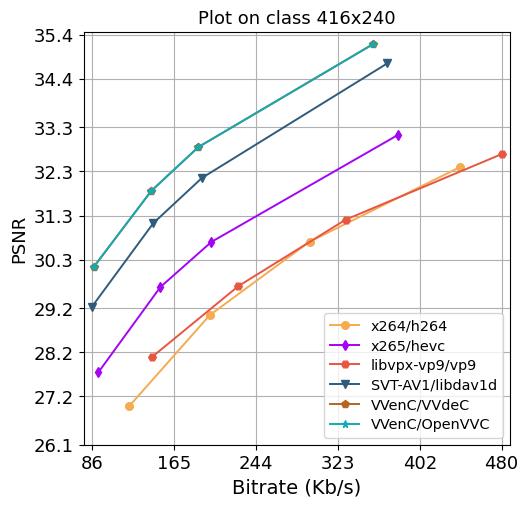 Plot on class 416x240
35.4
34.4
33.3
32.3
31.3
30.3
29.2
28.2
27.2
26.1
PSNR
x264/h264
x265/hevc
libvpx-vp9/vp9
SVT-AV1/libdav1d
VVenC/VVdeC
VVenC/OpenVVC
86 165 244 323 402 480
Bitrate (Kb/s)